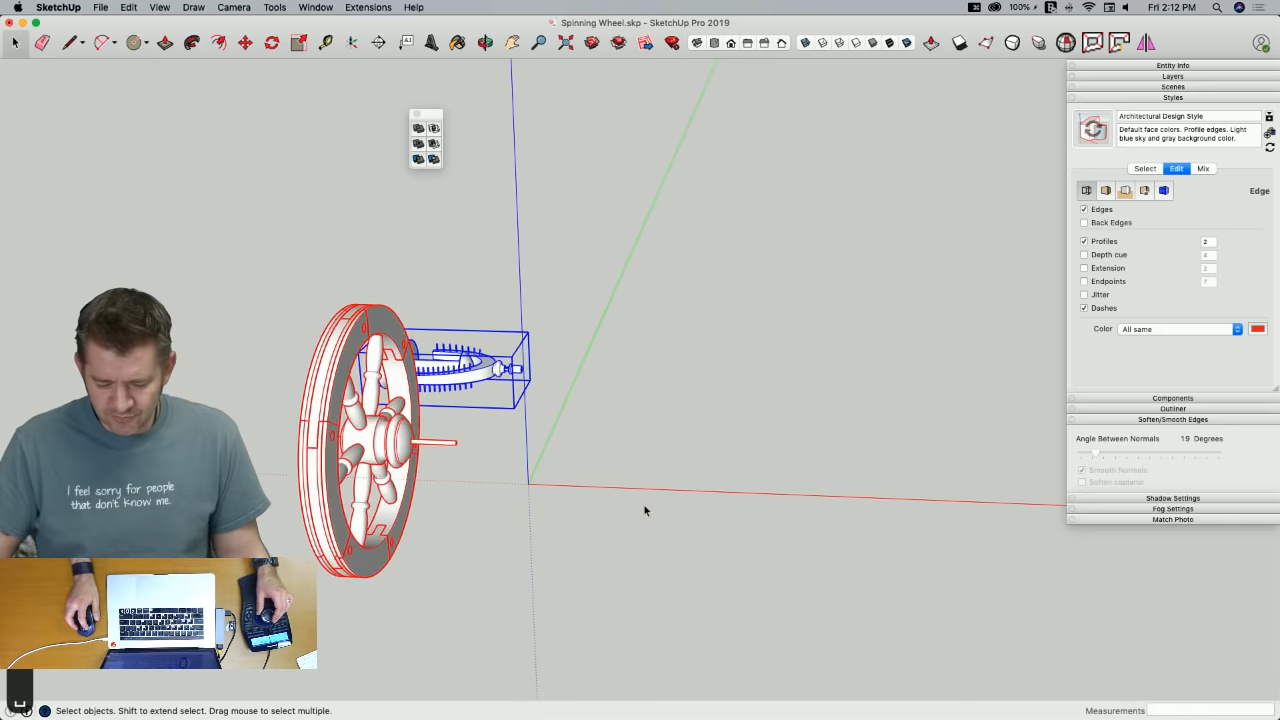 SketchUp File Edit View Draw Camera Tools Window Extensions Help
100% Fri 2:12 PM
Spinning Wheel.skp - SketchUp Pro 2019
Entity Info
Layers
Scenes
Styles
Architectural Design Style
Default face colors. Profile edges. Light
blue sky and gray background color.
Select Edit Mix
Edge
Edges
Back Edges
Profiles 2
Depth cue 4
Extension 2
Endpoints 7
Jitter
Dashes
Color All same
Components
Outliner
Soften/Smooth Edges
Angle Between Normals 19 Degrees
Smooth Normals
Soften coplanar
Shadow Settings
Fog Settings
Match Photo
I feel sorry for people
that don't know me.
Select objects. Shift to extend select. Drag mouse to select multiple.
Measurements